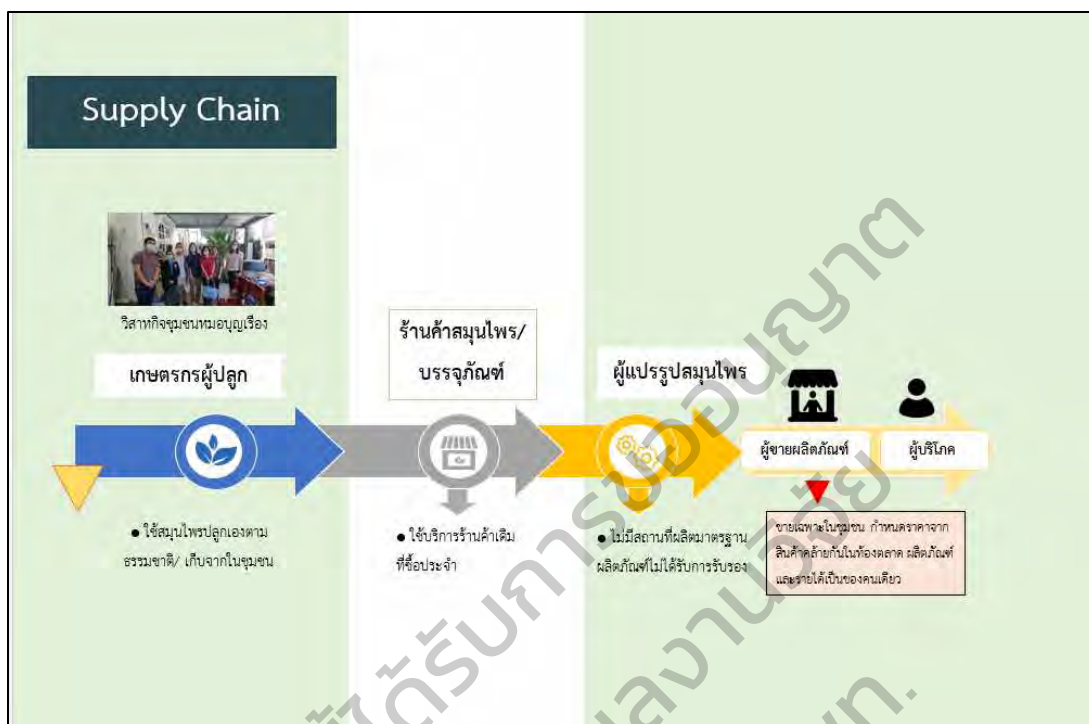 Supply Chain
วิสาหกิจชุมชนหมอบุญเรือง
เกษตรกรผู้ปลูก
● ใช้สมุนไพรปลูกเองตาม
ธรรมชาติ/ เก็บจากในชุมชน
ร้านค้าสมุนไพร/
บรรจุภัณฑ์
● ใช้บริการร้านค้าเดิม
ที่ซื้อประจำ
ผู้แปรรูปสมุนไพร
● ไม่มีสถานที่ผลิตมาตรฐาน
ผลิตภัณฑ์ไม่ได้รับการรับรอง
ผู้ขายผลิตภัณฑ์
ผู้บริโภค
ขายเฉพาะในชุมชน กำหนดราคาจาก
สินค้าคล้ายกันในท้องตลาด ผลิตภัณฑ์
และรายได้เป็นของคนเดียว